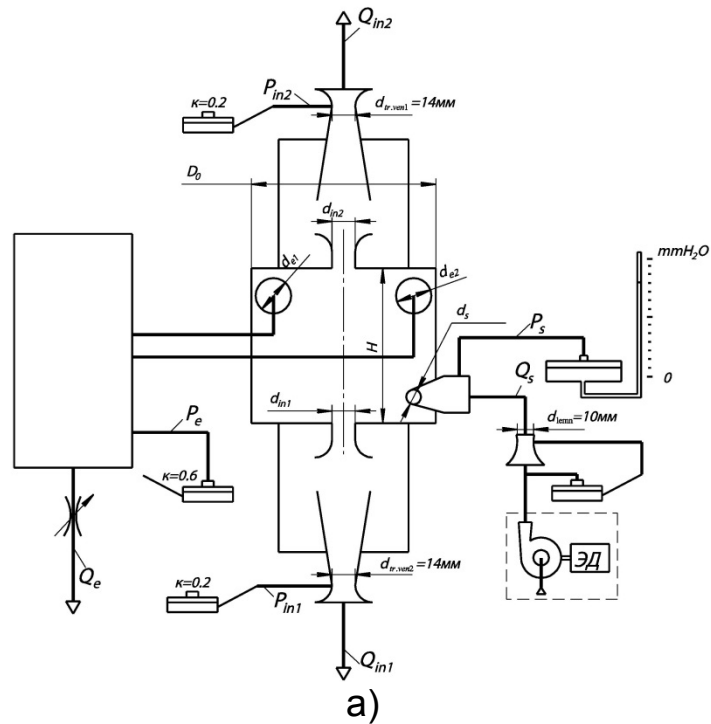 Q_in2
P_in2
к=0.2
d_tr.ven1=14мм
D_0
d_in2
d_e1
d_e2
d_s
P_s
mmH_2O
H
Q_s
0
d_in1
d_lemn=10мм
P_e
к=0.6
ЭД
Q_e
d_tr.ven2=14мм
к=0.2
P_in1
Q_in1
а)